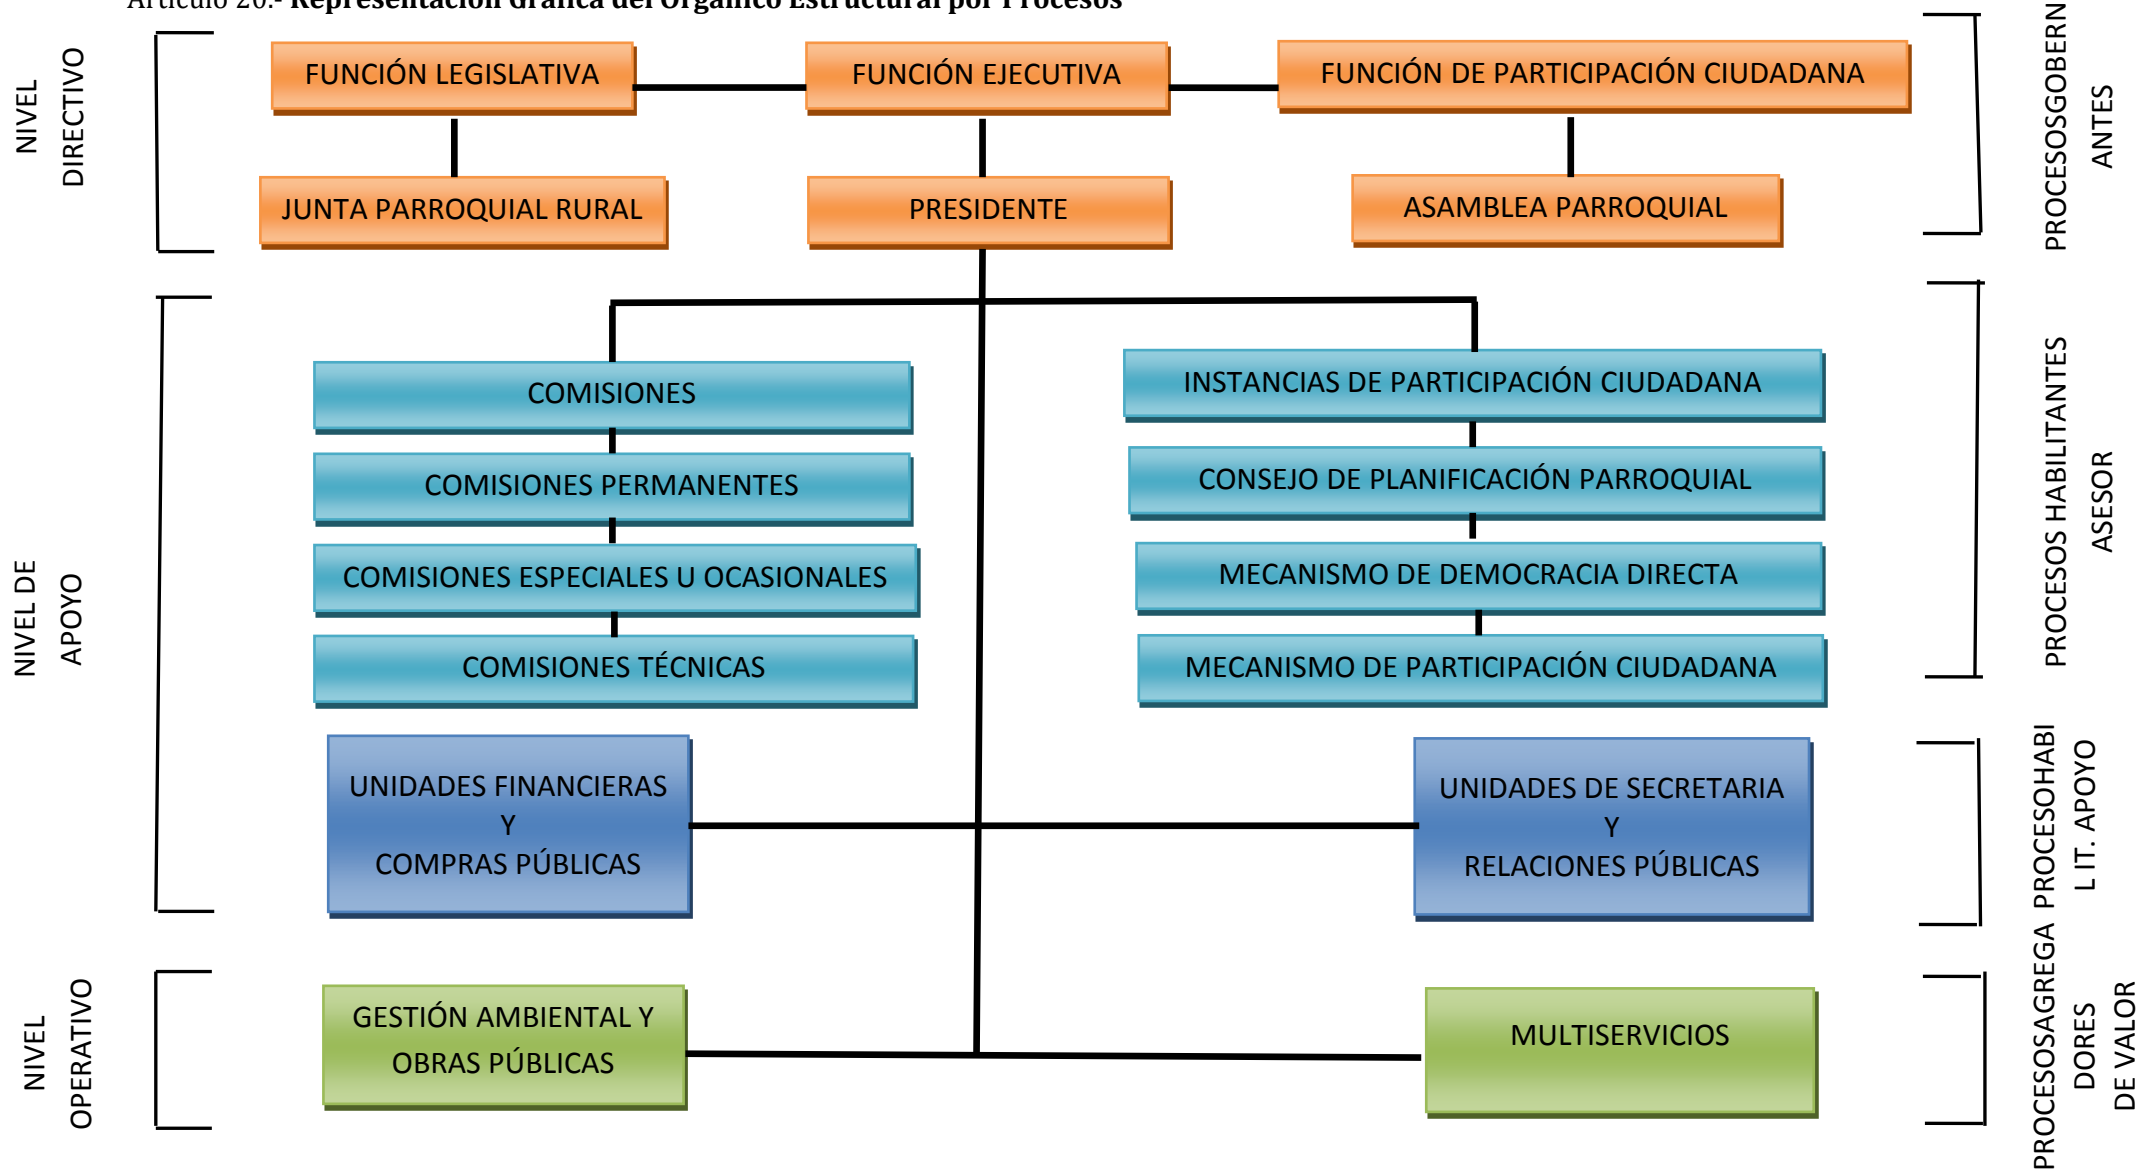 Artículo 20.- Representación Gráfica del Orgánico Estructural por Procesos
NIVEL
DIRECTIVO
FUNCIÓN LEGISLATIVA
FUNCIÓN EJECUTIVA
FUNCIÓN DE PARTICIPACIÓN CIUDADANA
JUNTA PARROQUIAL RURAL
PRESIDENTE
ASAMBLEA PARROQUIAL
PROCESOSGOBERN
ANTES
NIVEL DE
APOYO
COMISIONES
COMISIONES PERMANENTES
COMISIONES ESPECIALES U OCASIONALES
COMISIONES TÉCNICAS
INSTANCIAS DE PARTICIPACIÓN CIUDADANA
CONSEJO DE PLANIFICACIÓN PARROQUIAL
MECANISMO DE DEMOCRACIA DIRECTA
MECANISMO DE PARTICIPACIÓN CIUDADANA
PROCESOS HABILITANTES
ASESOR
UNIDADES FINANCIERAS
Y
COMPRAS PÚBLICAS
UNIDADES DE SECRETARIA
Y
RELACIONES PÚBLICAS
PROCESOHABI
LIT. APOYO
NIVEL
OPERATIVO
GESTIÓN AMBIENTAL Y
OBRAS PÚBLICAS
MULTISERVICIOS
PROCESOSAGREGA
DORES
DE VALOR